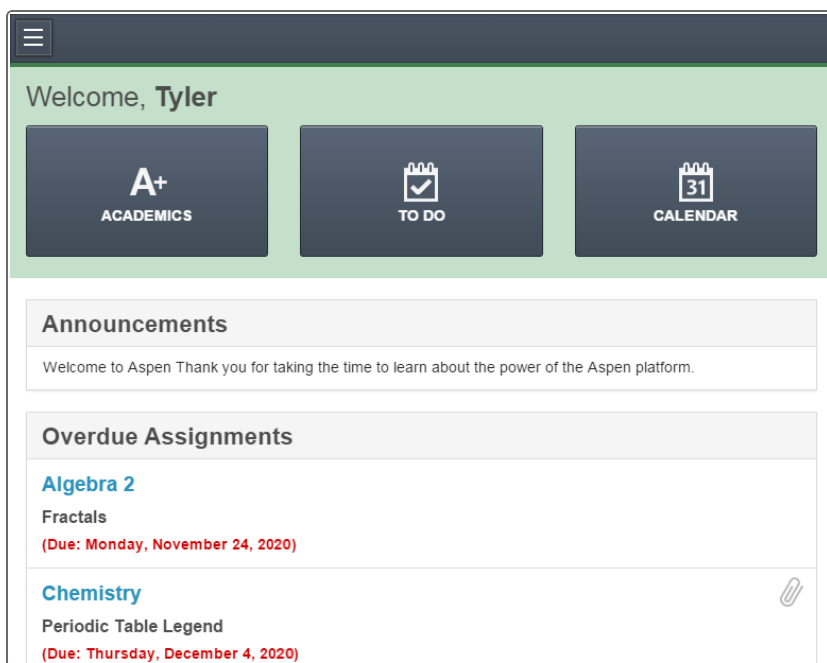 Welcome, Tyler
A+
ACADEMICS
TO DO
31
CALENDAR
Announcements
Welcome to Aspen Thank you for taking the time to learn about the power of the Aspen platform.
Overdue Assignments
Algebra 2
Fractals
(Due: Monday, November 24, 2020)
Chemistry
Periodic Table Legend
(Due: Thursday, December 4, 2020)